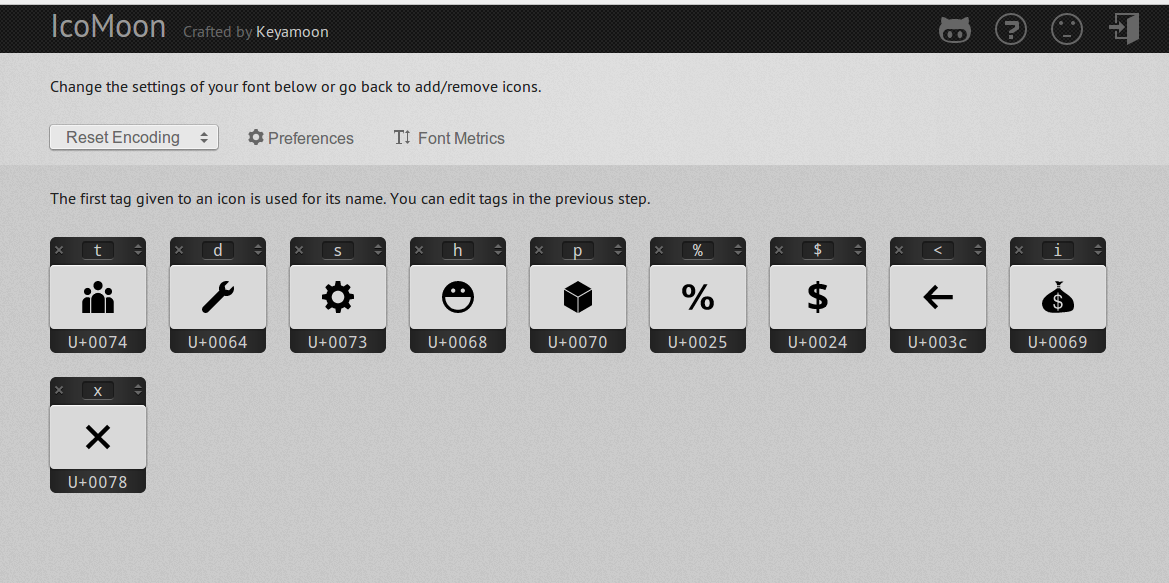 IcoMoon Crafted by Keyamoon
Change the settings of your font below or go back to add/remove icons.
Reset Encoding Preferences Font Metrics
The first tag given to an icon is used for its name. You can edit tags in the previous step.
t d s h p % $ < i
% $ $
U+0074 U+0064 U+0073 U+0068 U+0070 U+0025 U+0024 U+003c U+0069
x
U+0078